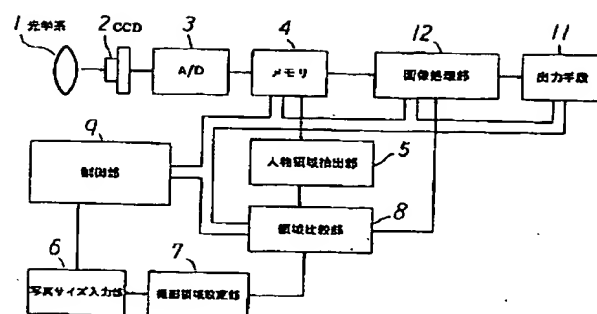 1 光学系
2 CCD
3
A/D
4
メモリ
12
画像処理部
11
出力手段
9
制御部
人物領域抽出部
5
領域比較部
8
6
写真サイズ入力部
7
撮影領域設定部